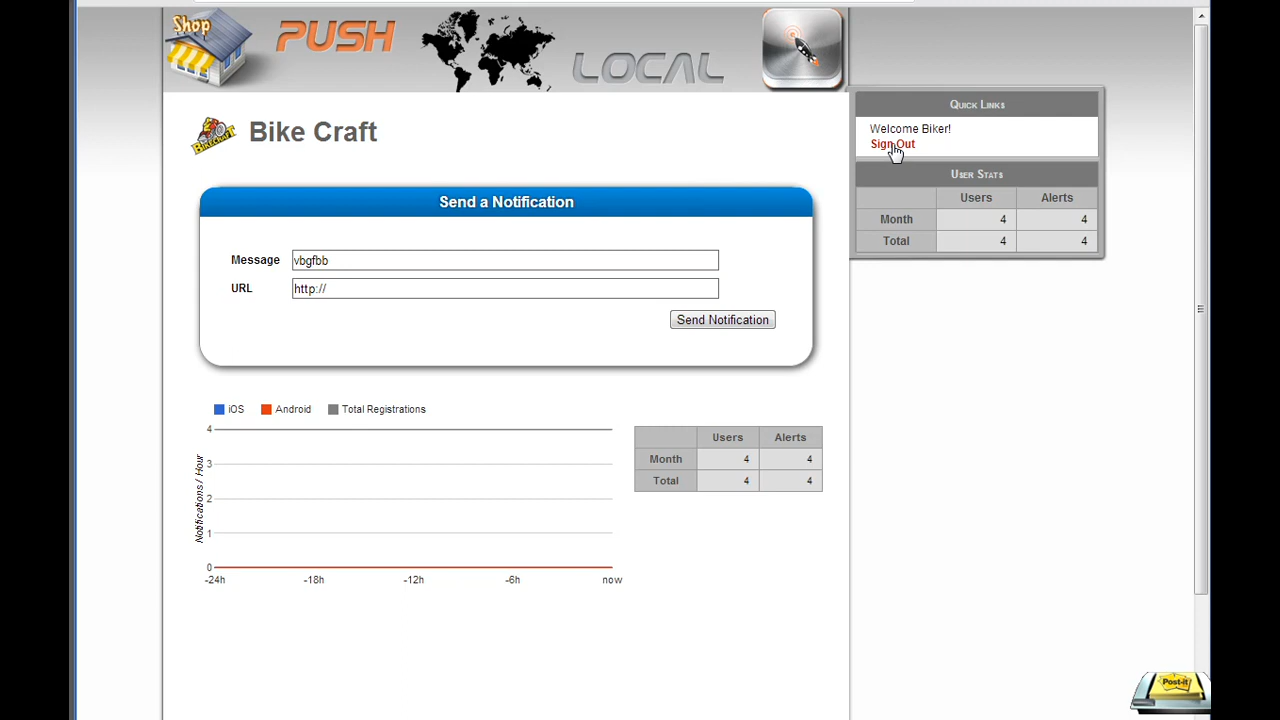 Shop
PUSH
LOCAL
Quick Links
Welcome Biker!
Sign Out
User Stats
Users Alerts
Month 4 4
Total 4 4
BIKECRAFT
Bike Craft
Send a Notification
Message vbgfbb
URL http://
Send Notification
iOS Android Total Registrations
Notifications / Hour
4
3
2
1
0
-24h -18h -12h -6h now
Users Alerts
Month 4 4
Total 4 4
Post-it